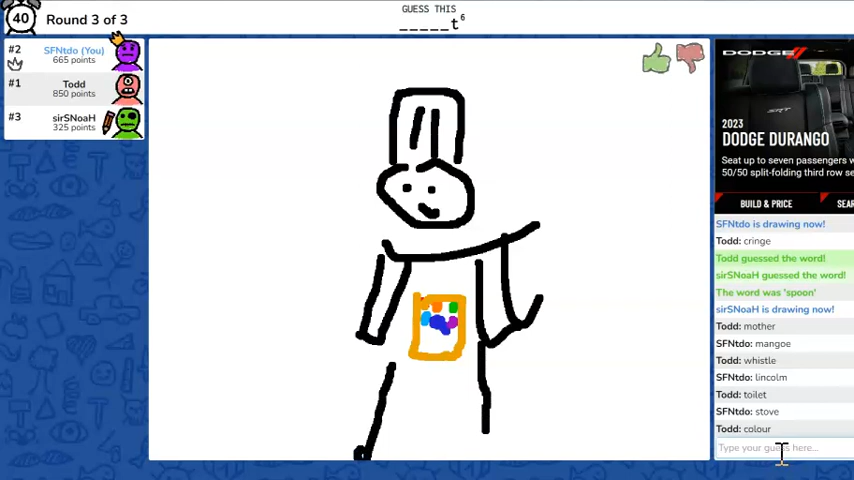 40
Round 3 of 3
GUESS THIS
_____t⁶
#2
SFNtdo (You)
665 points
#1
Todd
850 points
#3
sirSNoaH
325 points
DODGE
SRT
2023
DODGE DURANGO
Seat up to seven passengers w
50/50 split-folding third row se
BUILD & PRICE
SEAR
SFNtdo is drawing now!
Todd: cringe
Todd guessed the word!
sirSNoaH guessed the word!
The word was 'spoon'
sirSNoaH is drawing now!
Todd: mother
SFNtdo: mangoe
Todd: whistle
SFNtdo: lincolm
Todd: toilet
SFNtdo: stove
Todd: colour
Type your guess here...